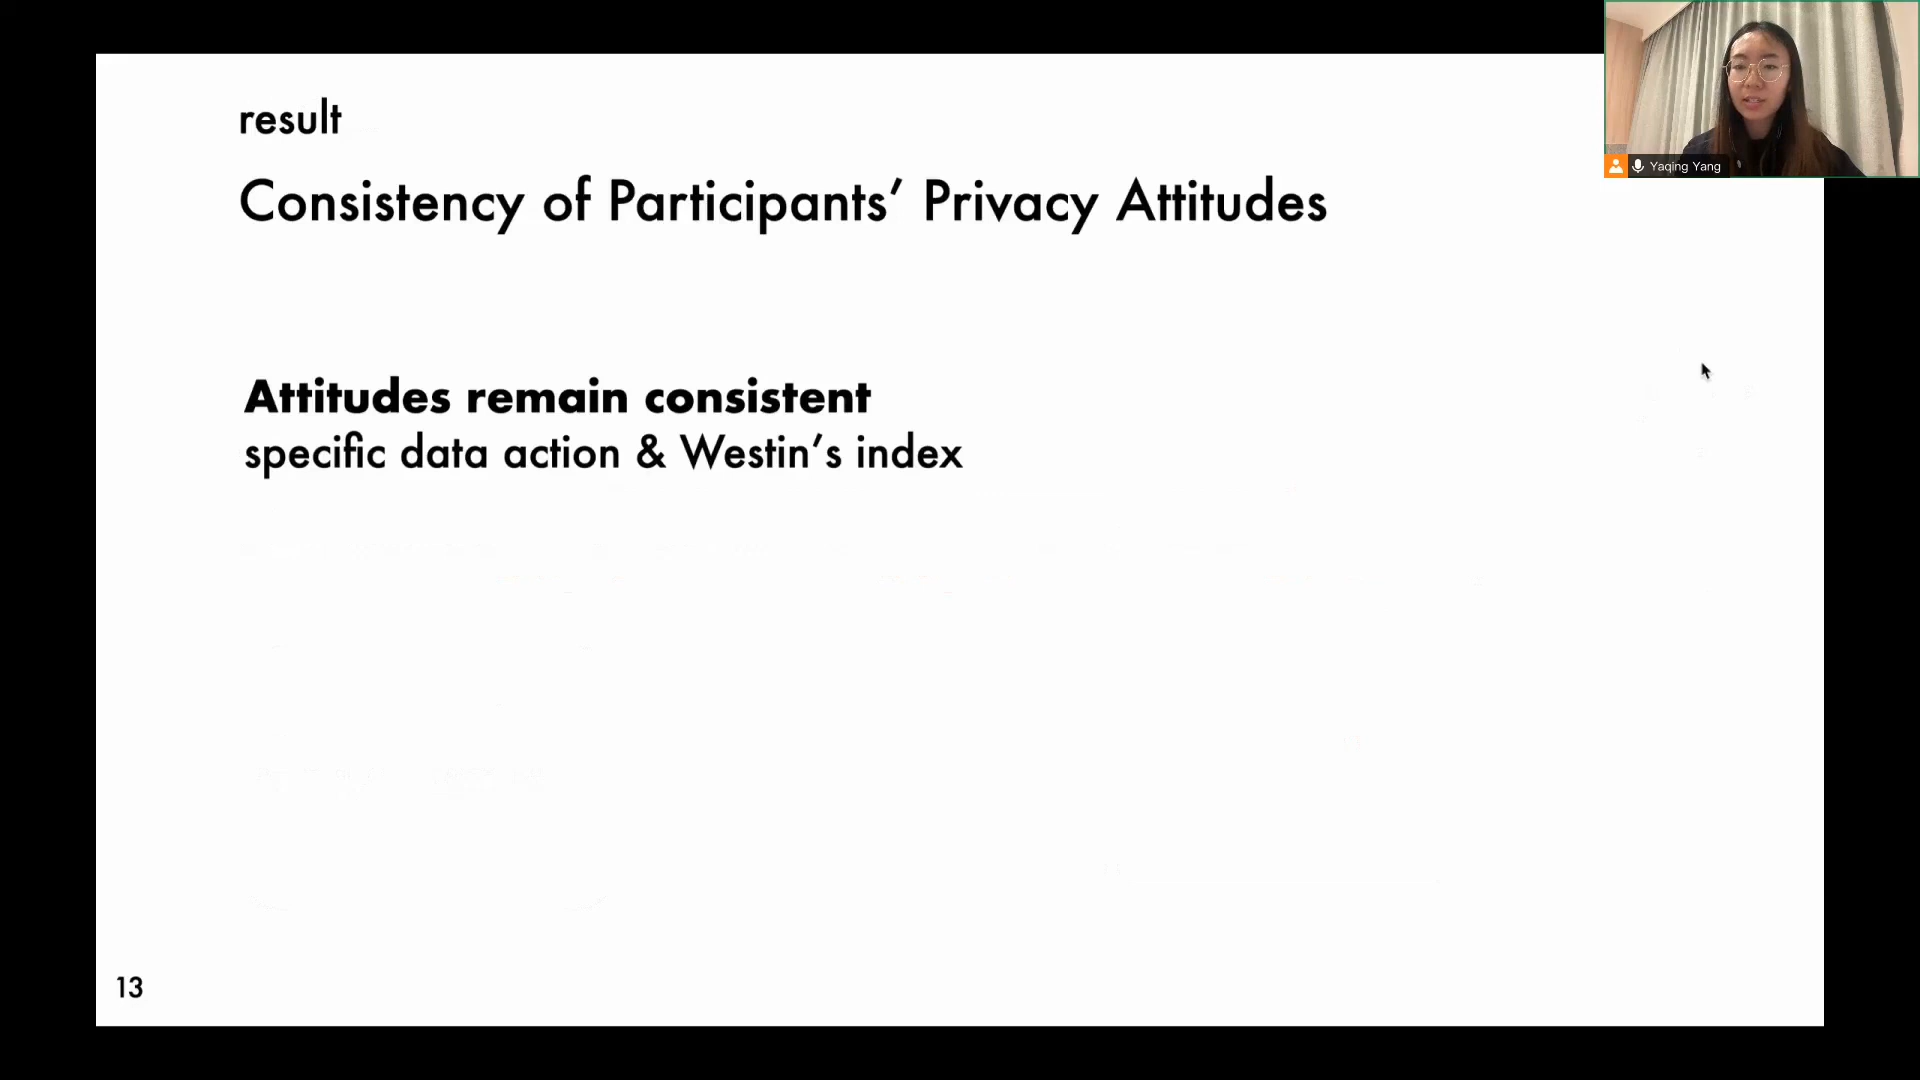 result
Consistency of Participants’ Privacy Attitudes
Attitudes remain consistent
specific data action & Westin’s index
13
Yaqing Yang